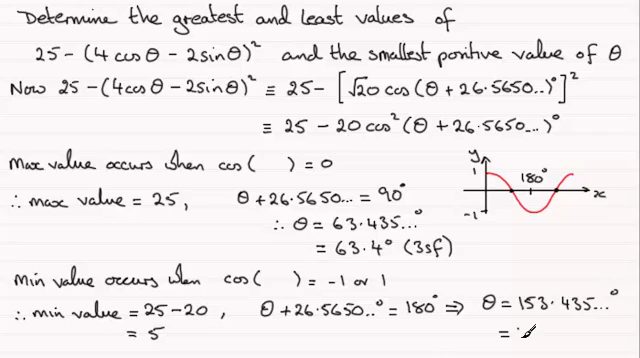 Determine the greatest and least values of
25 - (4 cos θ - 2 sin θ)² and the smallest positive value of θ
Now 25 - (4 cos θ - 2 sin θ)² ≡ 25 - [√20 cos (θ + 26.5650...)°]²
≡ 25 - 20 cos² (θ + 26.5650...)°
Max value occurs when cos( ) = 0
∴ max value = 25, θ + 26.5650... = 90°
∴ θ = 63.435...°
= 63.4° (3sf)
y
1
180°
x
-1
Min value occurs when cos( ) = -1 or 1
∴ min value = 25 - 20, θ + 26.5650..° = 180° ⇒ θ = 153.435...°
= 5
=